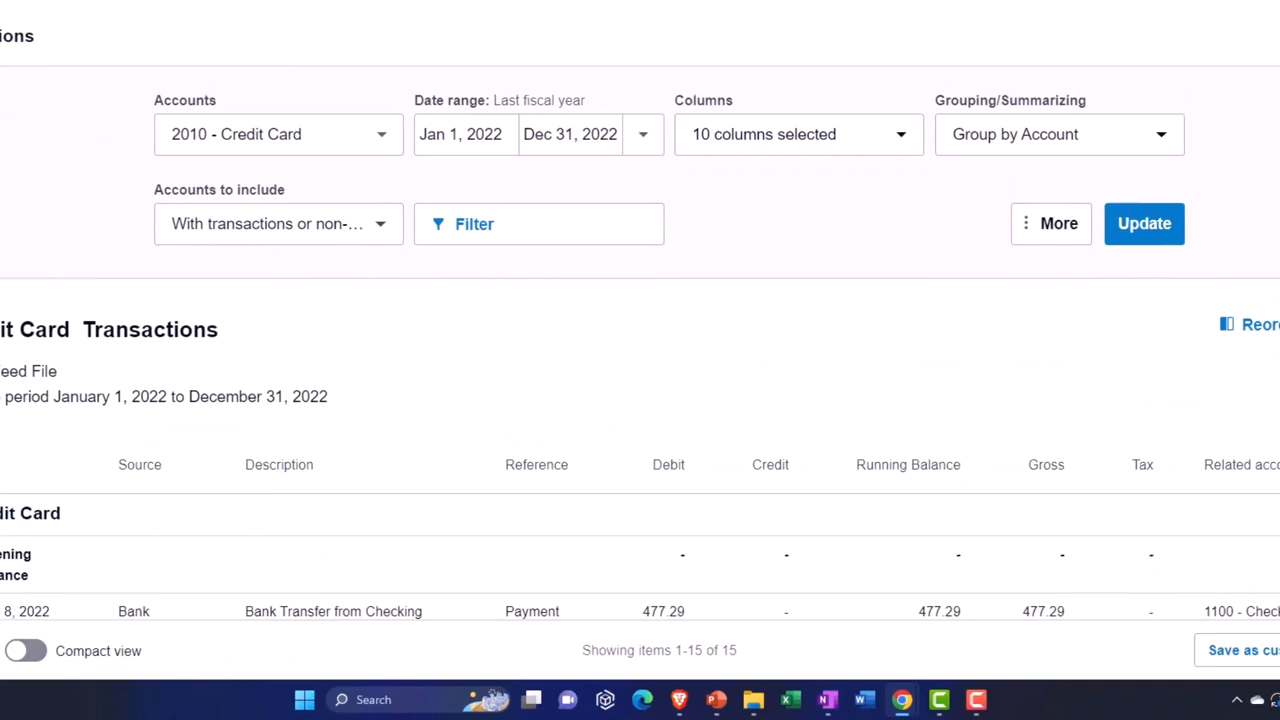 ions
Accounts
Date range: Last fiscal year
Columns
Grouping/Summarizing
2010 - Credit Card
Jan 1, 2022
Dec 31, 2022
10 columns selected
Group by Account
Accounts to include
With transactions or non-...
Filter
More
Update
it Card Transactions
Reor
eed File
period January 1, 2022 to December 31, 2022
Source
Description
Reference
Debit
Credit
Running Balance
Gross
Tax
Related acco
dit Card
ening
ance
- - - - -
8, 2022
Bank
Bank Transfer from Checking
Payment
477.29
-
477.29
477.29
-
1100 - Chec
Compact view
Showing items 1-15 of 15
Save as cus
Search